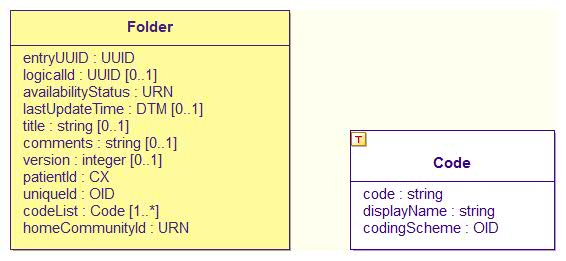 Folder
entryUUID : UUID
logicalId : UUID [0..1]
availabilityStatus : URN
lastUpdateTime : DTM [0..1]
title : string [0..1]
comments : string [0..1]
version : integer [0..1]
patientId : CX
uniqueId : OID
codeList : Code [1..*]
homeCommunityId : URN
T
Code
code : string
displayName : string
codingScheme : OID